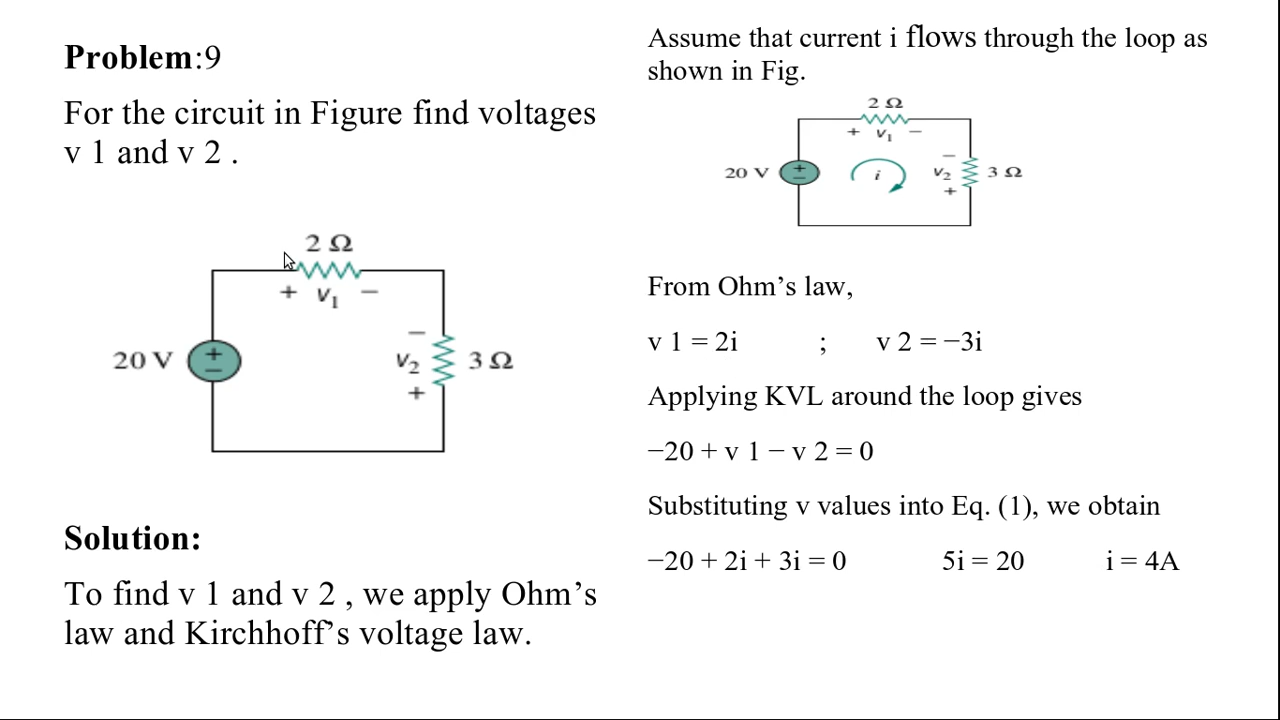 Problem:9
For the circuit in Figure find voltages
v 1 and v 2 .
2 Ω
+ v₁ −
20 V
+
−
−
v₂
+
3 Ω
Solution:
To find v 1 and v 2 , we apply Ohm’s
law and Kirchhoff’s voltage law.
Assume that current i flows through the loop as
shown in Fig.
2 Ω
+ v₁ −
20 V
+
−
i
−
v₂
+
3 Ω
From Ohm’s law,
v 1 = 2i ; v 2 = −3i
Applying KVL around the loop gives
−20 + v 1 − v 2 = 0
Substituting v values into Eq. (1), we obtain
−20 + 2i + 3i = 0 5i = 20 i = 4A